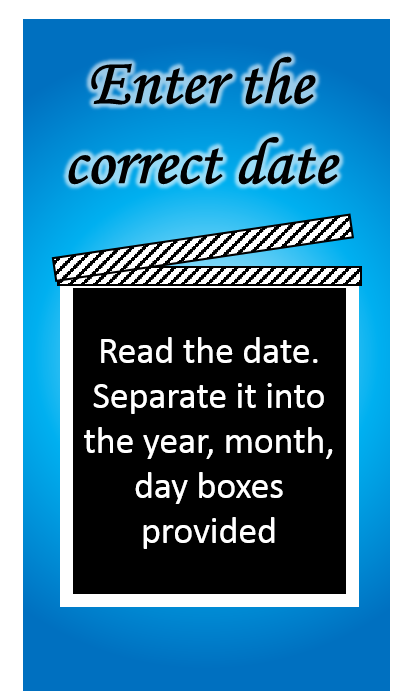 Enter the
correct date
Read the date.
Separate it into
the year, month,
day boxes
provided